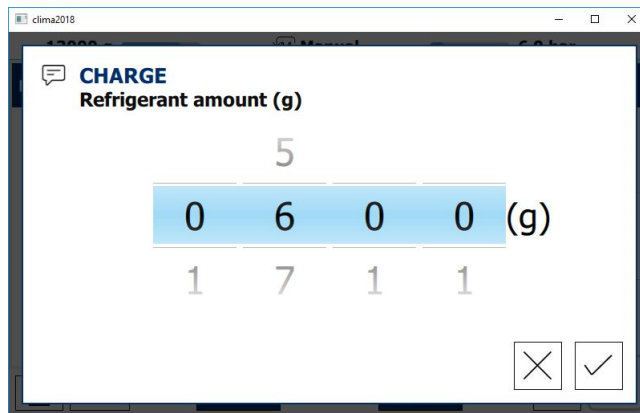 clima2018
CHARGE
Refrigerant amount (g)
5
0 6 0 0 (g)
1 7 1 1